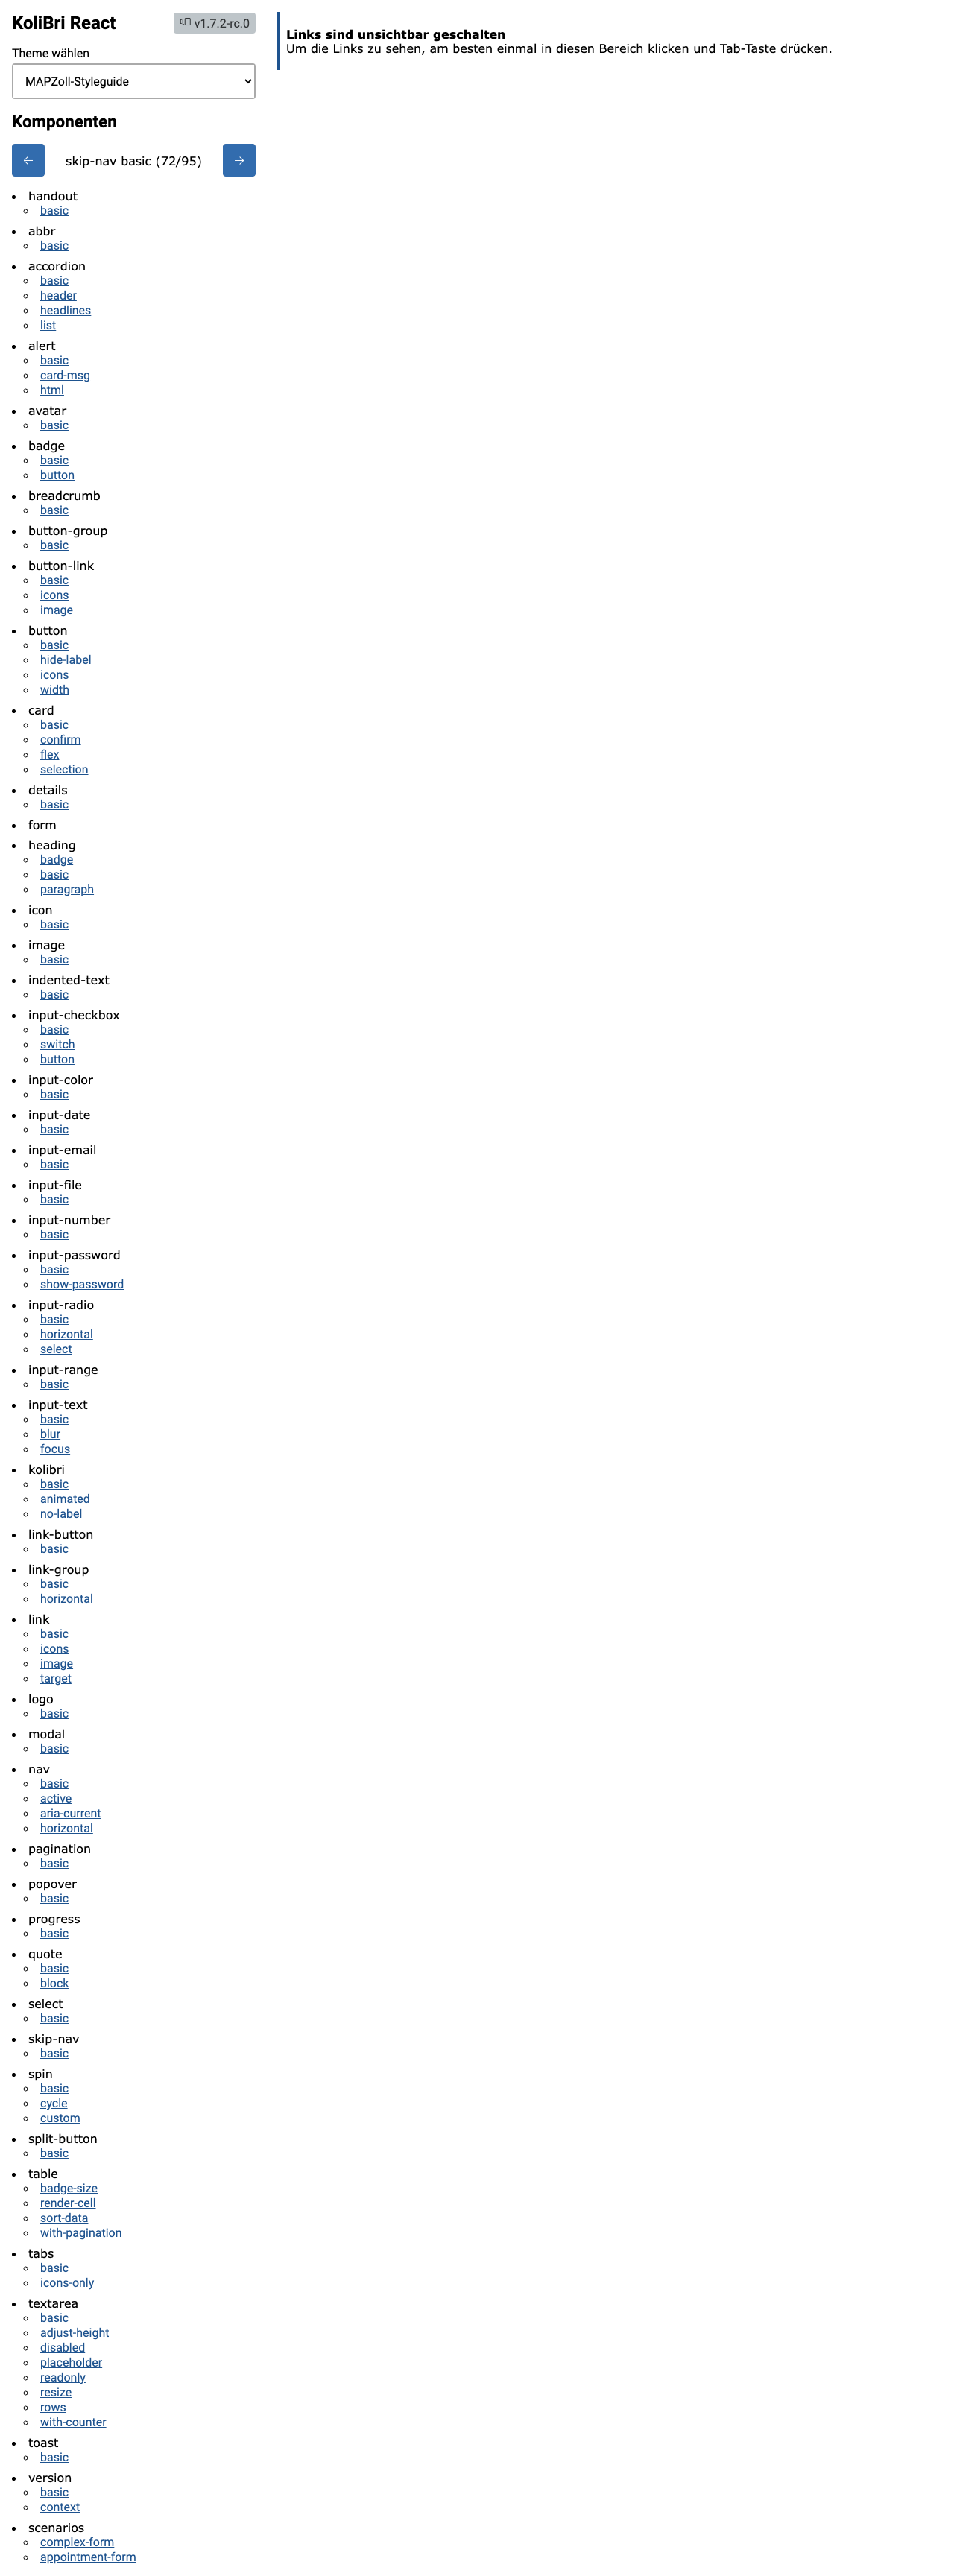 KoliBri React
v1.7.2-rc.0
Theme wählen
MAPZoll-Styleguide
Komponenten
← skip-nav basic (72/95) →
handout
basic
abbr
basic
accordion
basic
header
headlines
list
alert
basic
card-msg
html
avatar
basic
badge
basic
button
breadcrumb
basic
button-group
basic
button-link
basic
icons
image
button
basic
hide-label
icons
width
card
basic
confirm
flex
selection
details
basic
form
heading
badge
basic
paragraph
icon
basic
image
basic
indented-text
basic
input-checkbox
basic
switch
button
input-color
basic
input-date
basic
input-email
basic
input-file
basic
input-number
basic
input-password
basic
show-password
input-radio
basic
horizontal
select
input-range
basic
input-text
basic
blur
focus
kolibri
basic
animated
no-label
link-button
basic
link-group
basic
horizontal
link
basic
icons
image
target
logo
basic
modal
basic
nav
basic
active
aria-current
horizontal
pagination
basic
popover
basic
progress
basic
quote
basic
block
select
basic
skip-nav
basic
spin
basic
cycle
custom
split-button
basic
table
badge-size
render-cell
sort-data
with-pagination
tabs
basic
icons-only
textarea
basic
adjust-height
disabled
placeholder
readonly
resize
rows
with-counter
toast
basic
version
basic
context
scenarios
complex-form
appointment-form
Links sind unsichtbar geschalten
Um die Links zu sehen, am besten einmal in diesen Bereich klicken und Tab-Taste drücken.